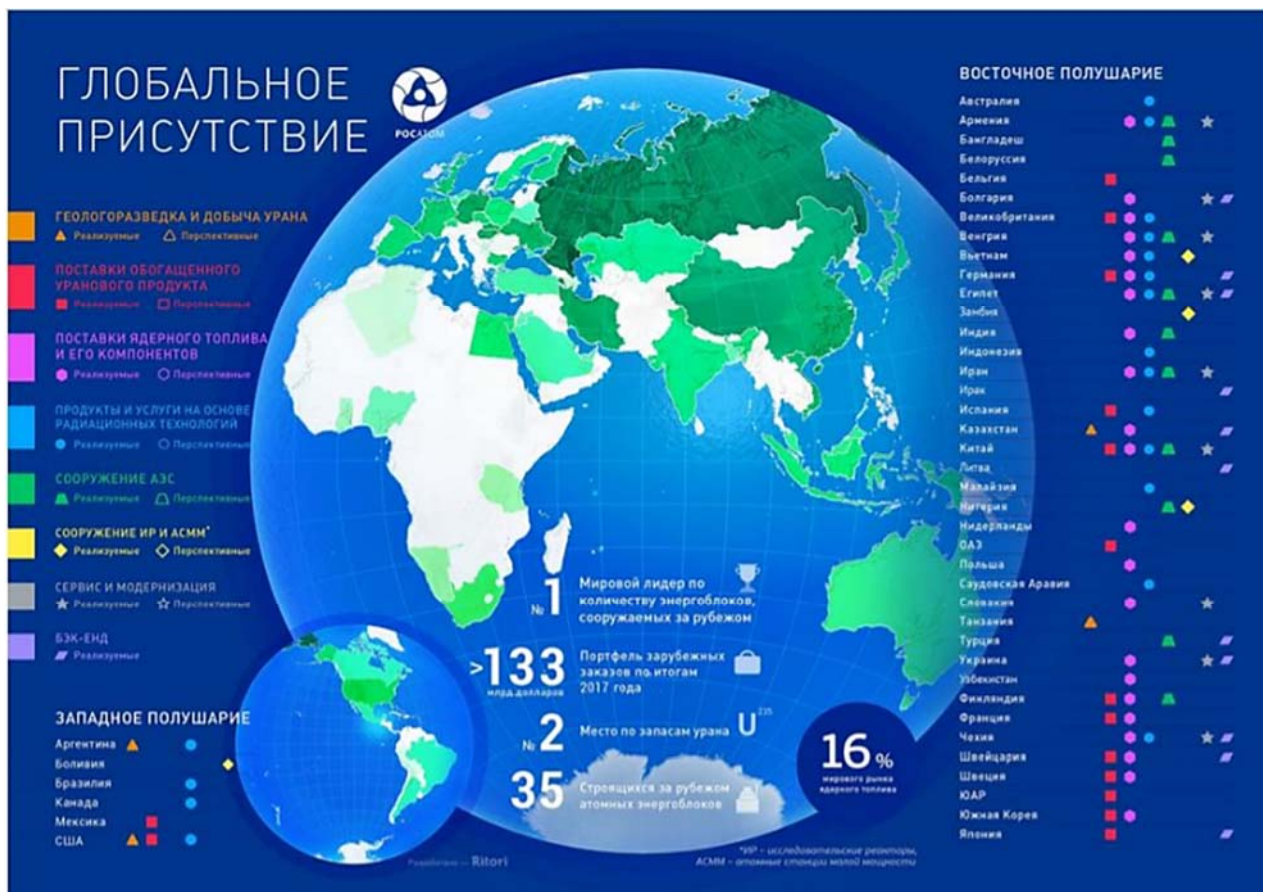 ГЛОБАЛЬНОЕ
ПРИСУТСТВИЕ
РОСАТОМ
ГЕОЛОГОРАЗВЕДКА И ДОБЫЧА УРАНА
Реализуемые Перспективные
ПОСТАВКИ ОБОГАЩЕННОГО
УРАНОВОГО ПРОДУКТА
Реализуемые Перспективные
ПОСТАВКИ ЯДЕРНОГО ТОПЛИВА
И ЕГО КОМПОНЕНТОВ
Реализуемые Перспективные
ПРОДУКТЫ И УСЛУГИ НА ОСНОВЕ
РАДИАЦИОННЫХ ТЕХНОЛОГИЙ
Реализуемые Перспективные
СООРУЖЕНИЕ АЭС
Реализуемые Перспективные
СООРУЖЕНИЕ ИР И АСММ*
Реализуемые Перспективные
СЕРВИС И МОДЕРНИЗАЦИЯ
Реализуемые Перспективные
БЭК-ЕНД
Реализуемые
ЗАПАДНОЕ ПОЛУШАРИЕ
Аргентина
Боливия
Бразилия
Канада
Мексика
США
№1 Мировой лидер по
количеству энергоблоков,
сооружаемых за рубежом
>133
млрд. долларов
Портфель зарубежных
заказов по итогам
2017 года
№2 Место по запасам урана U 235
35 Строящихся за рубежом
атомных энергоблоков
16%
мирового рынка
ядерного топлива
Разработано — Ritori
*ИР – исследовательские реакторы,
АСММ – атомные станции малой мощности
ВОСТОЧНОЕ ПОЛУШАРИЕ
Австралия
Армения
Бангладеш
Белоруссия
Бельгия
Болгария
Великобритания
Венгрия
Вьетнам
Германия
Египет
Замбия
Индия
Индонезия
Иран
Ирак
Испания
Казахстан
Китай
Литва
Малайзия
Нигерия
Нидерланды
ОАЭ
Польша
Саудовская Аравия
Словакия
Танзания
Турция
Украина
Узбекистан
Финляндия
Франция
Чехия
Швейцария
Швеция
ЮАР
Южная Корея
Япония